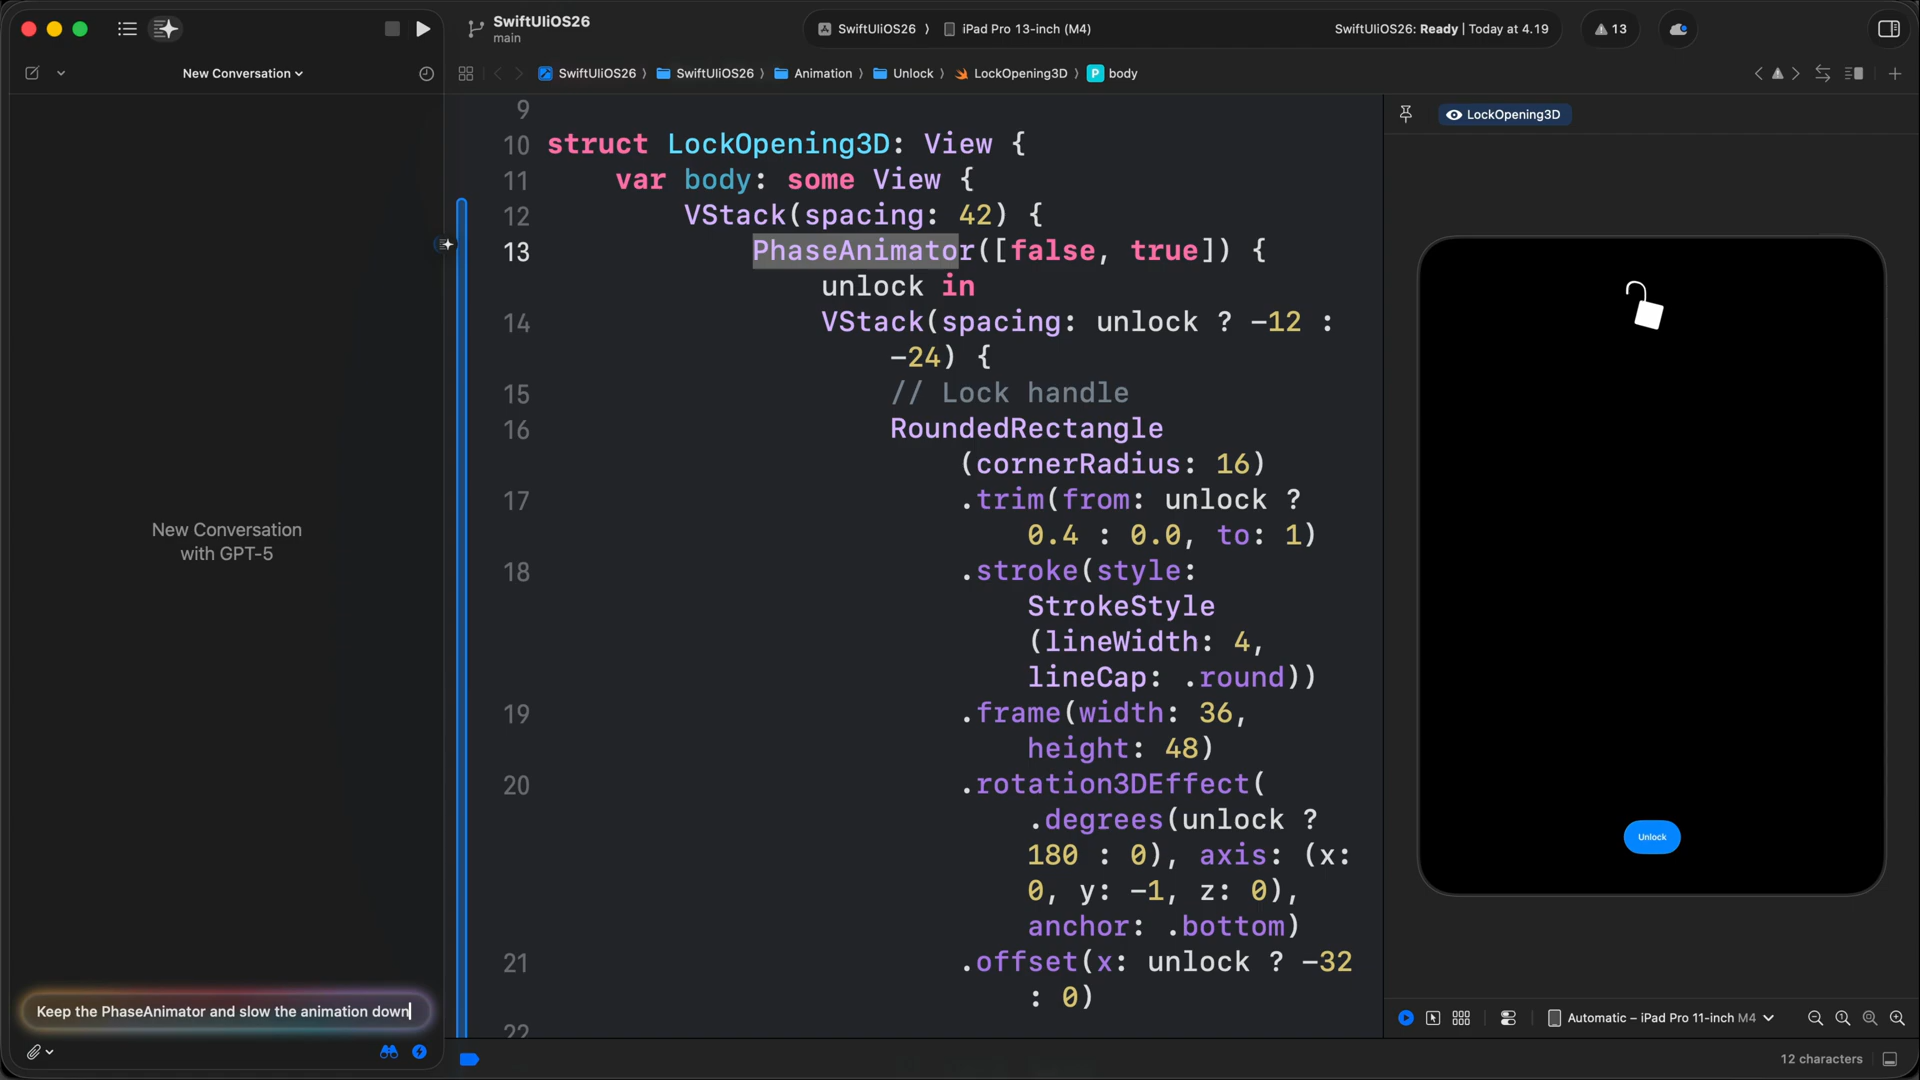 SwiftUIiOS26
main
SwiftUIiOS26 〉 iPad Pro 13-inch (M4)
SwiftUIiOS26: Ready | Today at 4.19
13
New Conversation
SwiftUIiOS26 〉 SwiftUIiOS26 〉 Animation 〉 Unlock 〉 LockOpening3D 〉 P body
9
10 struct LockOpening3D: View {
11 var body: some View {
12 VStack(spacing: 42) {
13 PhaseAnimator([false, true]) {
unlock in
14 VStack(spacing: unlock ? -12 :
-24) {
15 // Lock handle
16 RoundedRectangle
(cornerRadius: 16)
17 .trim(from: unlock ?
0.4 : 0.0, to: 1)
18 .stroke(style:
StrokeStyle
(lineWidth: 4,
lineCap: .round))
19 .frame(width: 36,
height: 48)
20 .rotation3DEffect(
.degrees(unlock ?
180 : 0), axis: (x:
0, y: -1, z: 0),
anchor: .bottom)
21 .offset(x: unlock ? -32
: 0)
22
New Conversation
with GPT-5
Keep the PhaseAnimator and slow the animation down
LockOpening3D
Unlock
Automatic – iPad Pro 11-inch M4
12 characters